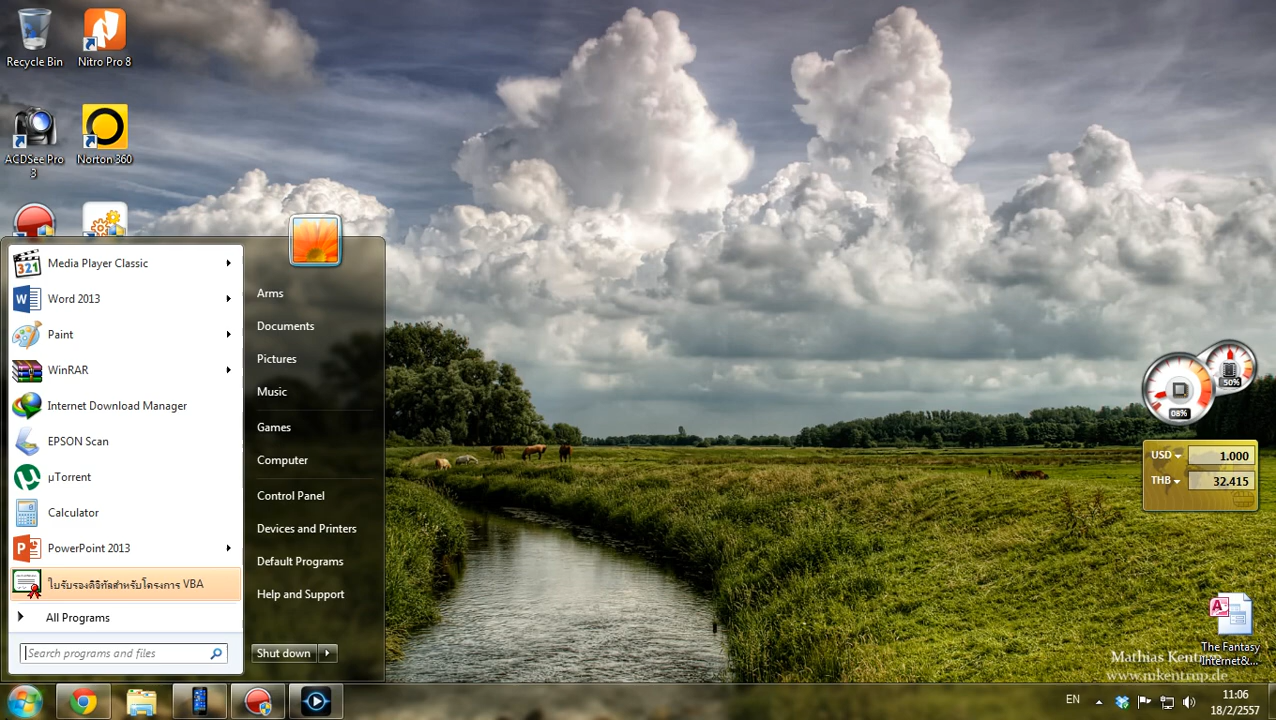 Recycle Bin
Nitro Pro 8
ACDSee Pro
3
Norton 360
Media Player Classic
Word 2013
Paint
WinRAR
Internet Download Manager
EPSON Scan
µTorrent
Calculator
PowerPoint 2013
ใบรับรองดิจิทัลสำหรับโครงการ VBA
All Programs
Search programs and files
Arms
Documents
Pictures
Music
Games
Computer
Control Panel
Devices and Printers
Default Programs
Help and Support
Shut down
50%
08%
USD 1.000
THB 32.415
The Fantasy
Internet&...
Mathias Kentrup
www.mkentrup.de
EN
11:06
18/2/2557